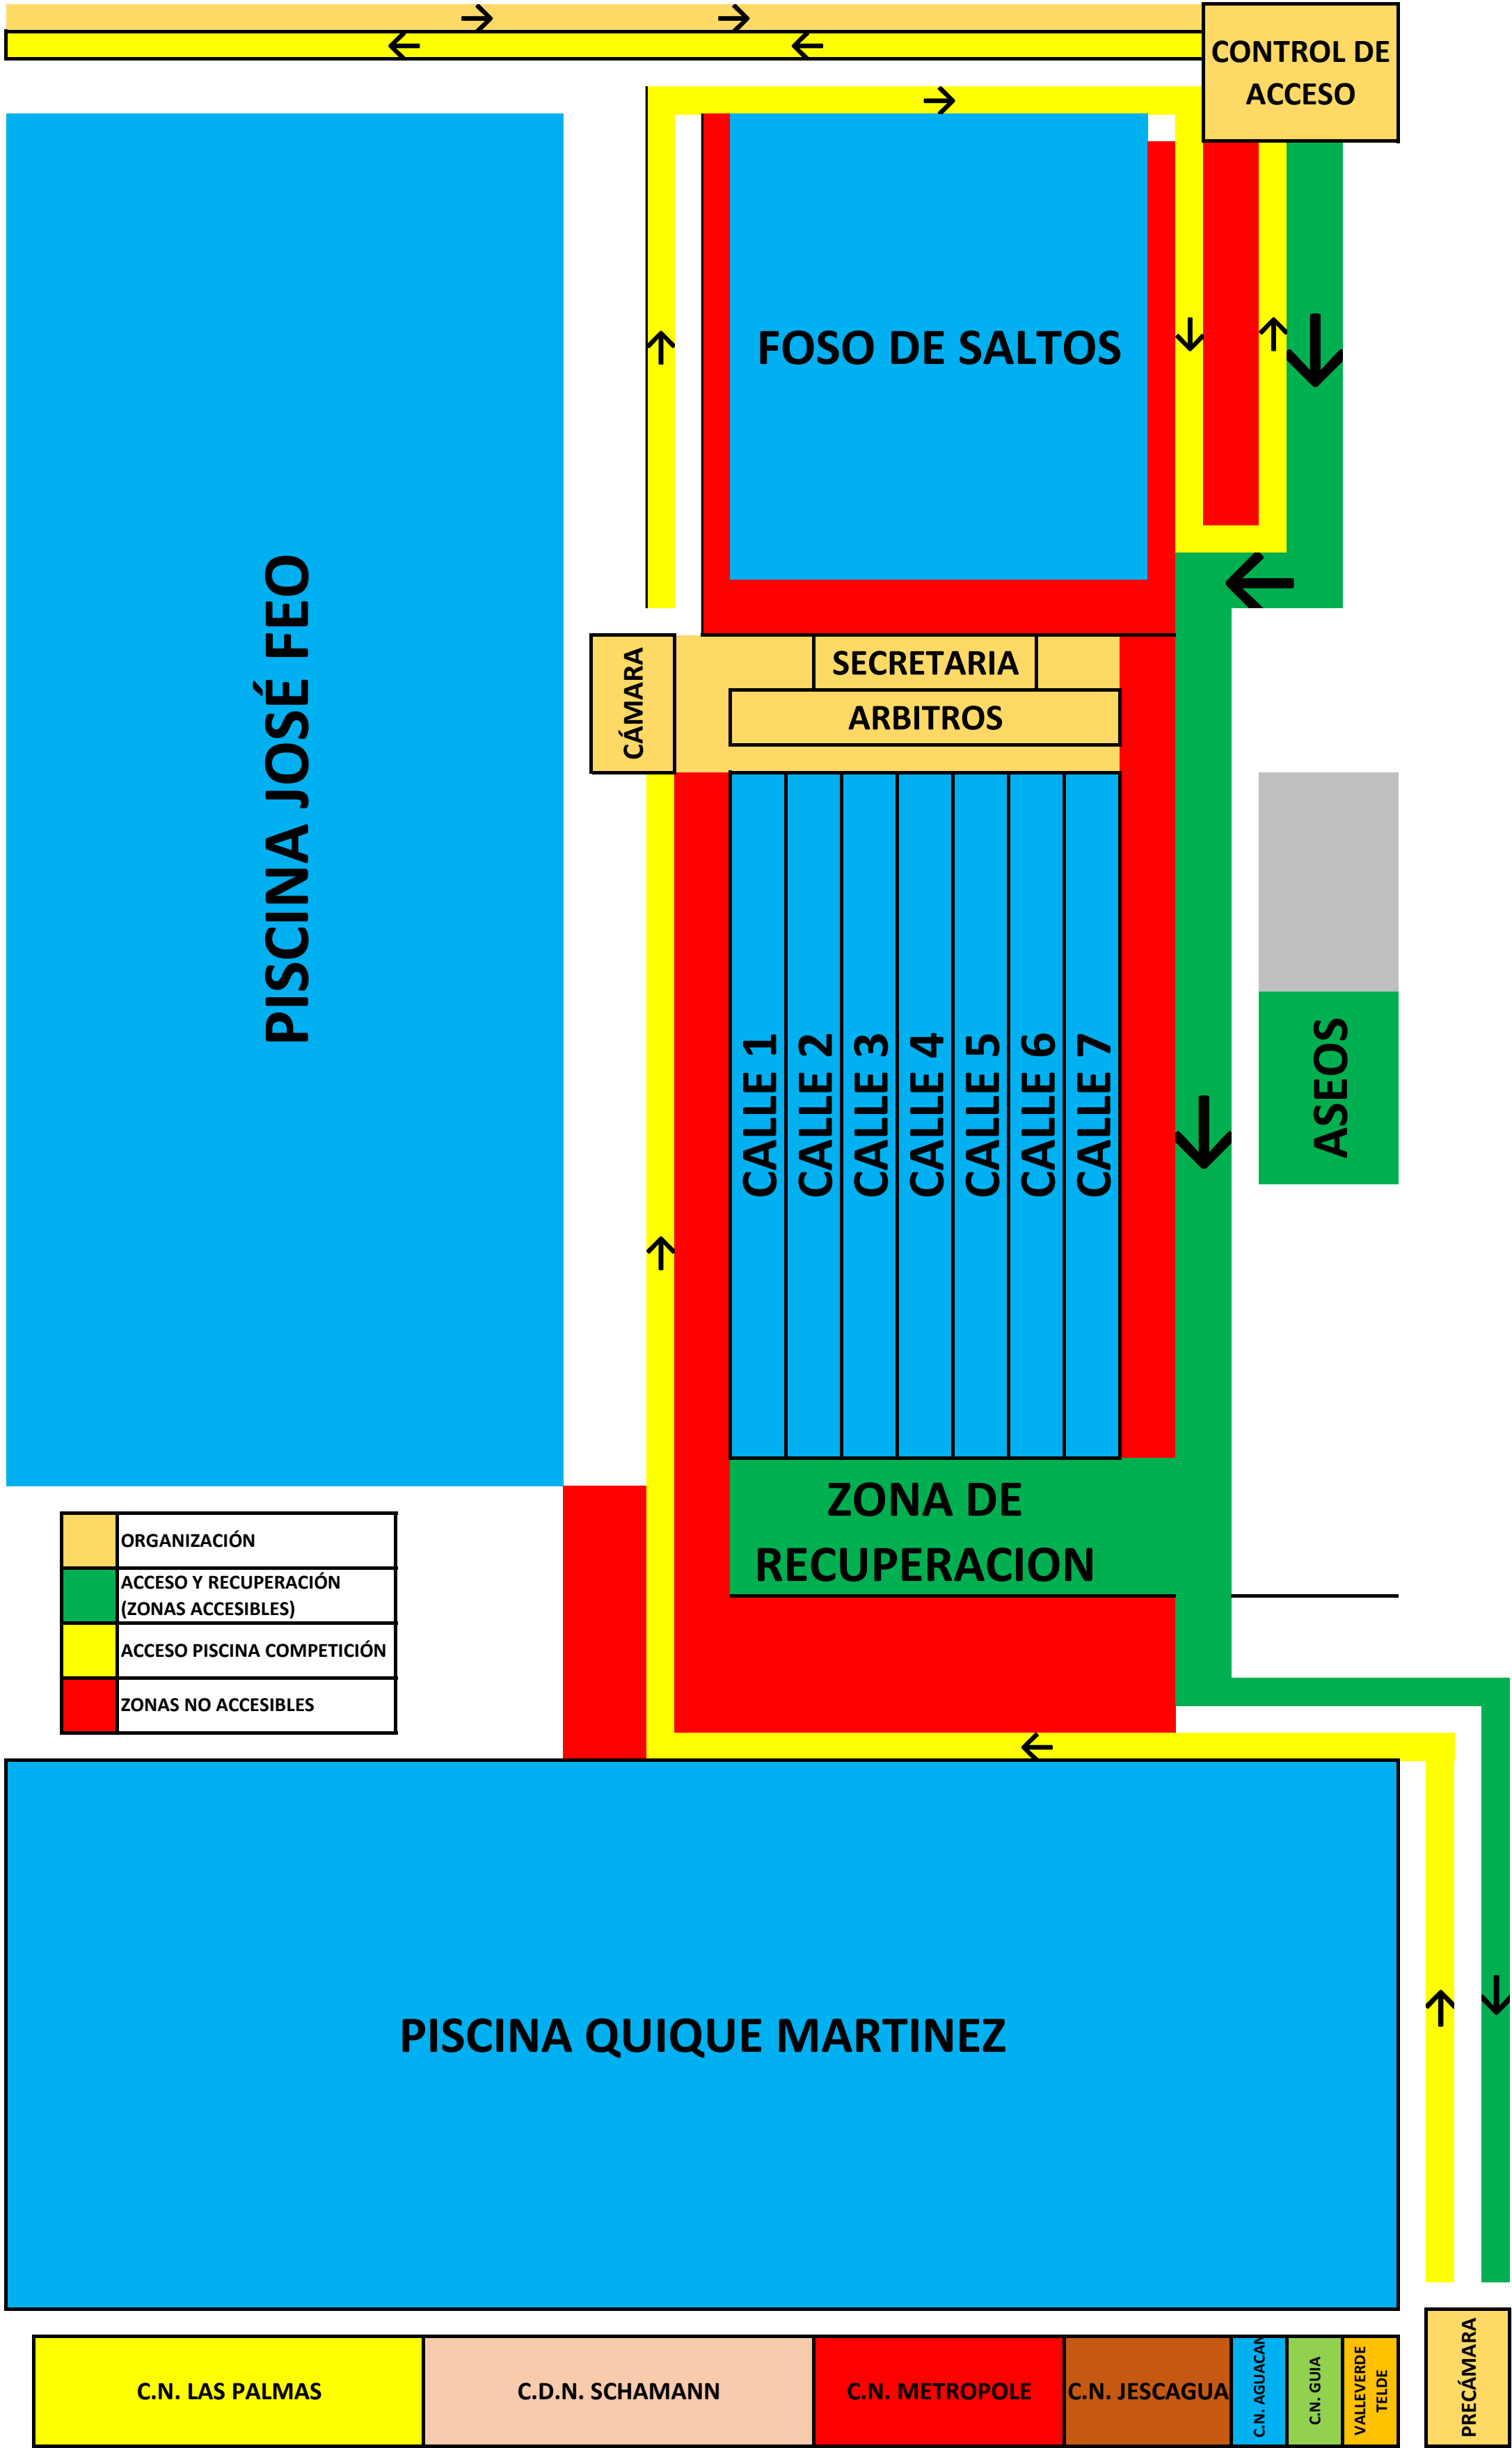 CONTROL DE
ACCESO
FOSO DE SALTOS
PISCINA JOSÉ FEO
CÁMARA
SECRETARIA
ARBITROS
CALLE 1
CALLE 2
CALLE 3
CALLE 4
CALLE 5
CALLE 6
CALLE 7
ASEOS
ZONA DE
RECUPERACION
ORGANIZACIÓN
ACCESO Y RECUPERACIÓN
(ZONAS ACCESIBLES)
ACCESO PISCINA COMPETICIÓN
ZONAS NO ACCESIBLES
PISCINA QUIQUE MARTINEZ
C.N. LAS PALMAS
C.D.N. SCHAMANN
C.N. METROPOLE
C.N. JESCAGUA
C.N. AGUACAN
C.N. GUIA
VALLEVERDE
TELDE
PRECÁMARA